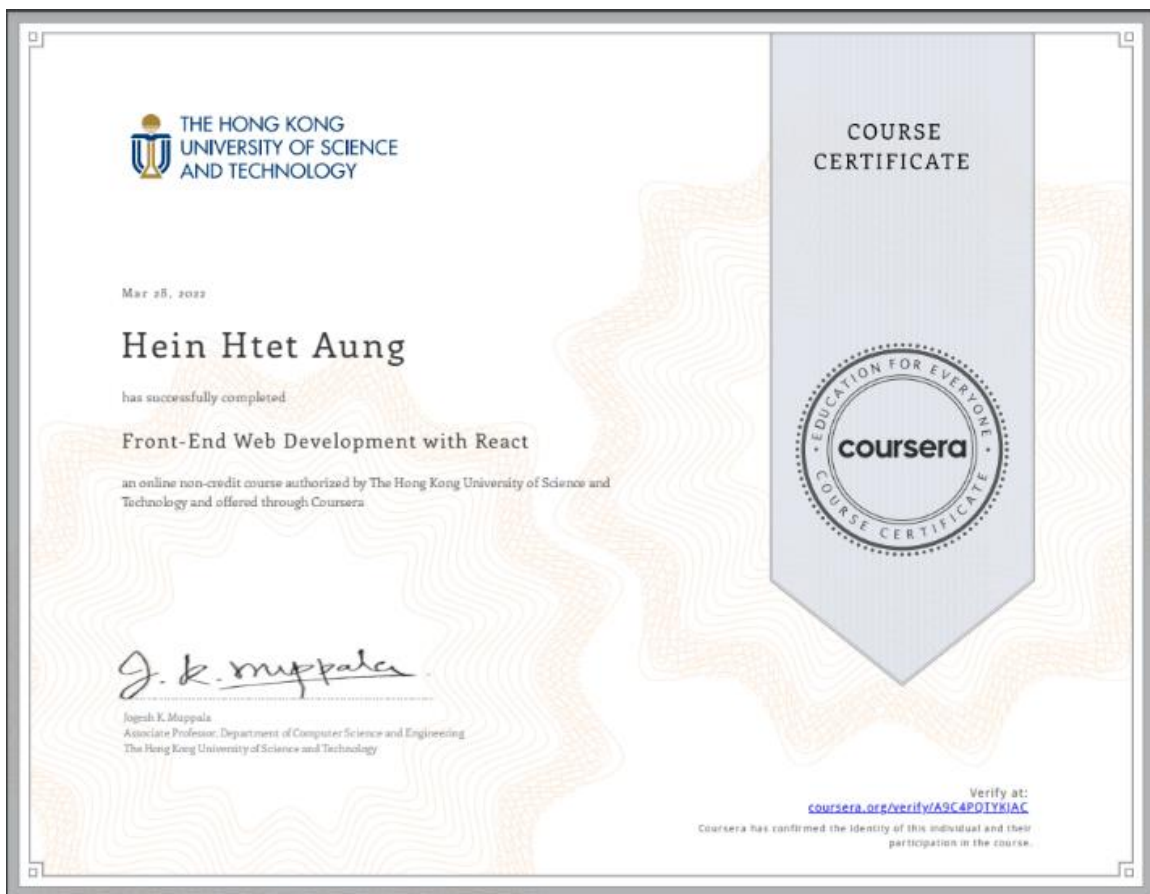 THE HONG KONG
UNIVERSITY OF SCIENCE
AND TECHNOLOGY
COURSE
CERTIFICATE
Mar 28, 2022
Hein Htet Aung
has successfully completed
Front-End Web Development with React
an online non-credit course authorized by The Hong Kong University of Science and
Technology and offered through Coursera
EDUCATION FOR EVERYONE
coursera
COURSE CERTIFICATE
J. K. Muppala
Jogesh K. Muppala
Associate Professor, Department of Computer Science and Engineering
The Hong Kong University of Science and Technology
Verify at:
coursera.org/verify/A9C4PQTYKJAC
Coursera has confirmed the identity of this individual and their
participation in the course.